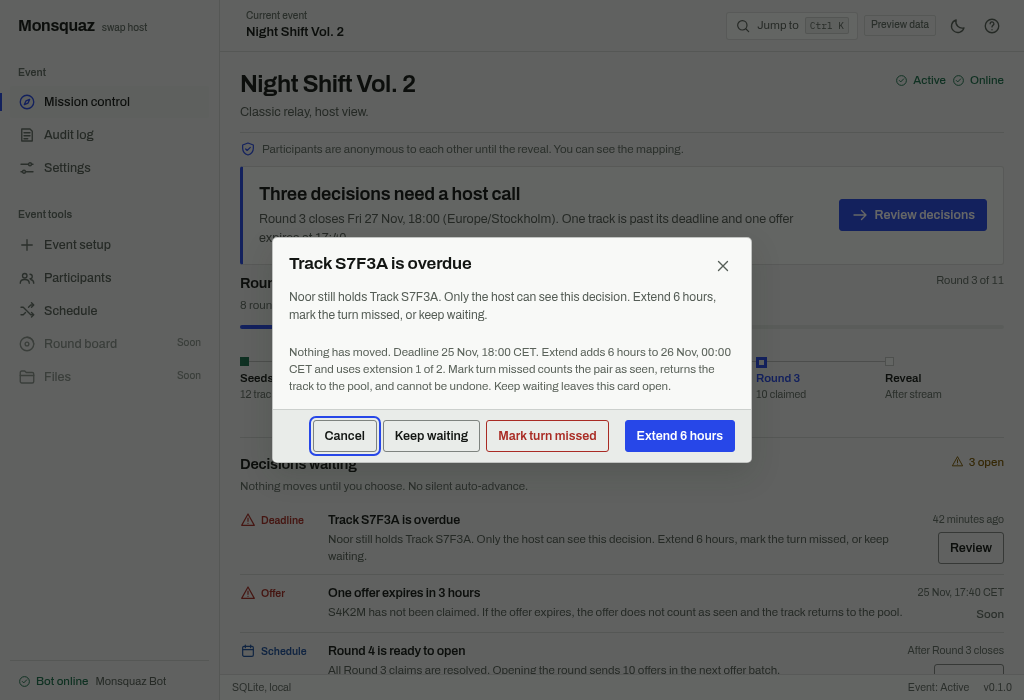 Monsquaz swap host
Current event
Night Shift Vol. 2
Jump to Ctrl K
Preview data
Event
Mission control
Audit log
Settings
Event tools
Event setup
Participants
Schedule
Round board Soon
Files Soon
Bot online Monsquaz Bot
Night Shift Vol. 2
Active Online
Classic relay, host view.
Participants are anonymous to each other until the reveal. You can see the mapping.
Three decisions need a host call
Round 3 closes Fri 27 Nov, 18:00 (Europe/Stockholm). One track is past its deadline and one offer
Review decisions
Round 3 of 11
Track S7F3A is overdue
Noor still holds Track S7F3A. Only the host can see this decision. Extend 6 hours,
mark the turn missed, or keep waiting.
Nothing has moved. Deadline 25 Nov, 18:00 CET. Extend adds 6 hours to 26 Nov, 00:00
CET and uses extension 1 of 2. Mark turn missed counts the pair as seen, returns the
track to the pool, and cannot be undone. Keep waiting leaves this card open.
Cancel Keep waiting Mark turn missed Extend 6 hours
Round 3
10 claimed
Reveal
After stream
Decisions waiting
3 open
Nothing moves until you choose. No silent auto-advance.
Deadline
Track S7F3A is overdue
42 minutes ago
Noor still holds Track S7F3A. Only the host can see this decision. Extend 6 hours, mark the turn missed, or keep
waiting.
Review
Offer
One offer expires in 3 hours
25 Nov, 17:40 CET
S4K2M has not been claimed. If the offer expires, the offer does not count as seen and the track returns to the pool.
Soon
Schedule
Round 4 is ready to open
After Round 3 closes
All Round 3 claims are resolved. Opening the round sends 10 offers in the next offer batch.
SQLite, local
Event: Active v0.1.0